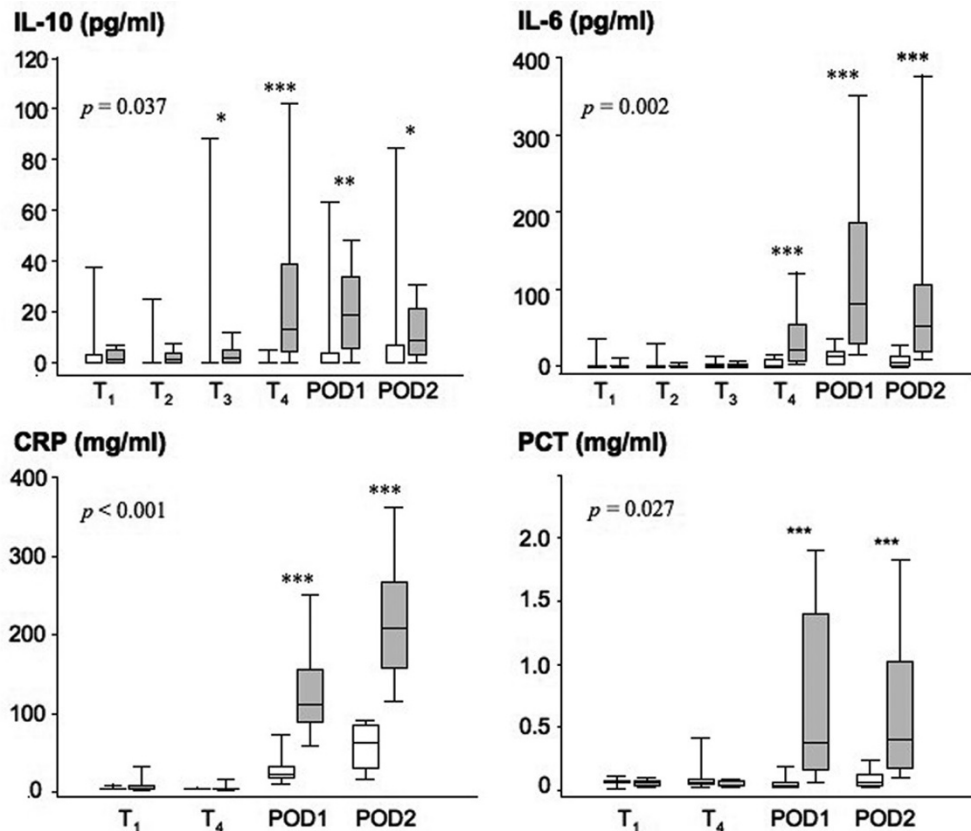 IL-10 (pg/ml)
120
100
80
60
40
20
0
p = 0.037
*
***
**
*
T1 T2 T3 T4 POD1 POD2
IL-6 (pg/ml)
400
300
200
100
0
p = 0.002
***
***
***
T1 T2 T3 T4 POD1 POD2
CRP (mg/ml)
400
300
200
100
.0
p < 0.001
***
***
T1 T4 POD1 POD2
PCT (mg/ml)
2.0
1.5
1.0
0.5
.0
p = 0.027
***
***
T1 T4 POD1 POD2